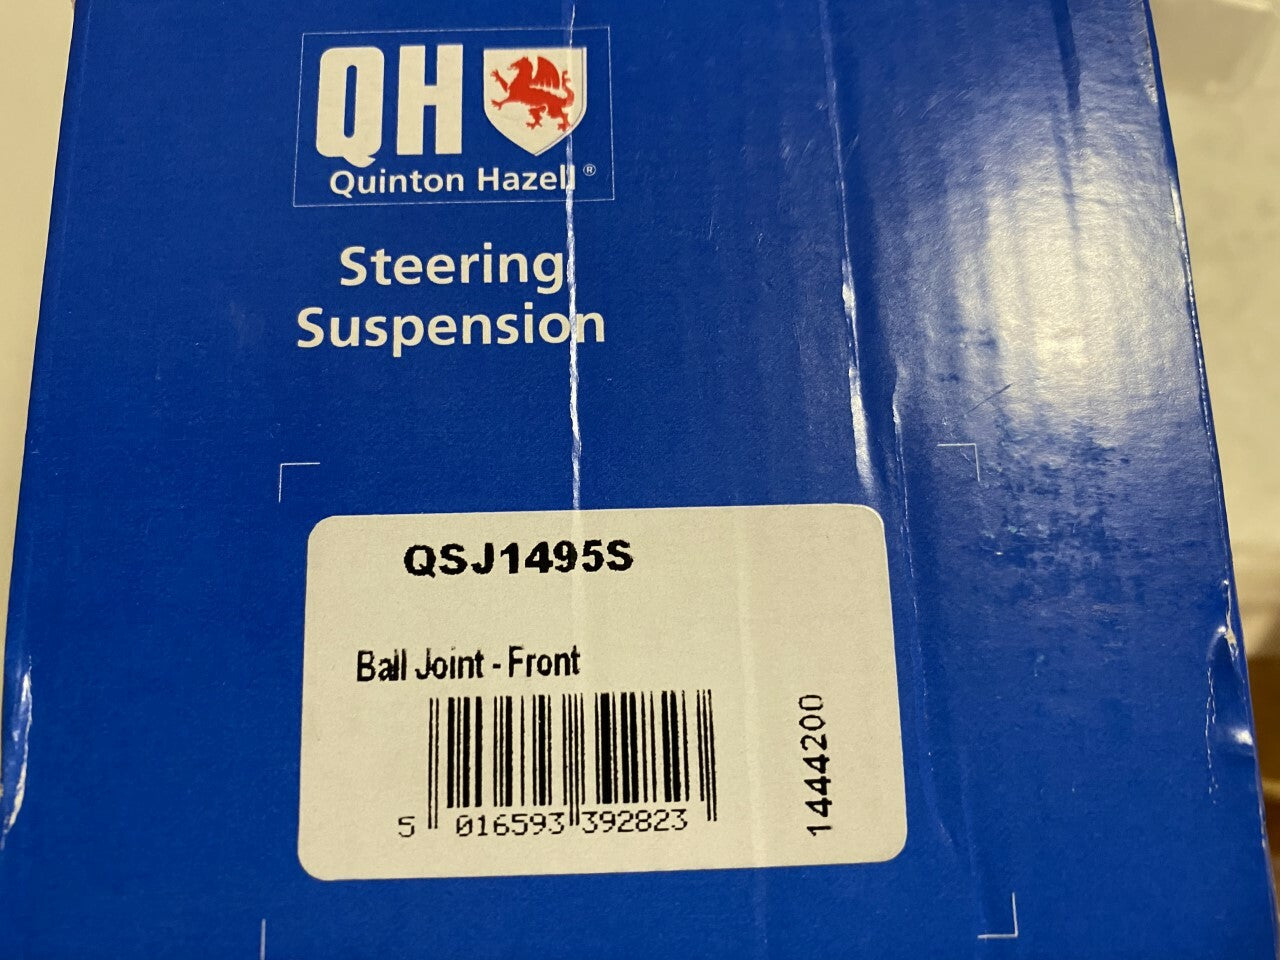 QH
Quinton Hazell ®
Steering
Suspension
QSJ1495S
Ball Joint - Front
5 016593 392823
1444200